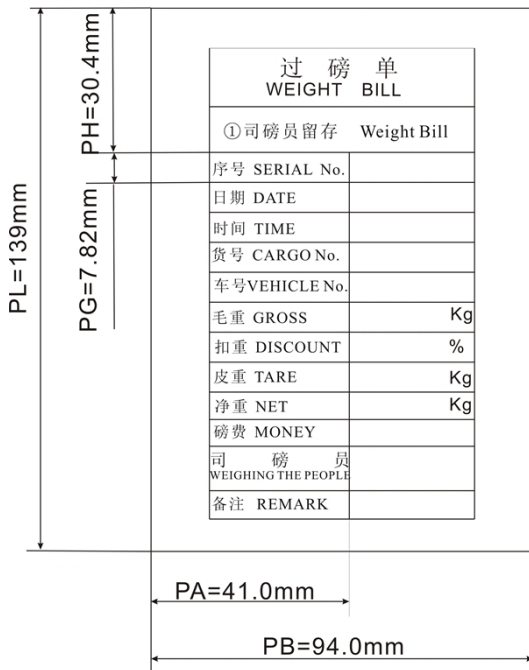 过 磅 单
WEIGHT BILL
①司磅员留存 Weight Bill
序号 SERIAL No.
日期 DATE
时间 TIME
货号 CARGO No.
车号VEHICLE No.
毛重 GROSS Kg
扣重 DISCOUNT %
皮重 TARE Kg
净重 NET Kg
磅费 MONEY
司 磅 员
WEIGHING THE PEOPLE
备注 REMARK
PH=30.4mm
PL=139mm
PG=7.82mm
PA=41.0mm
PB=94.0mm